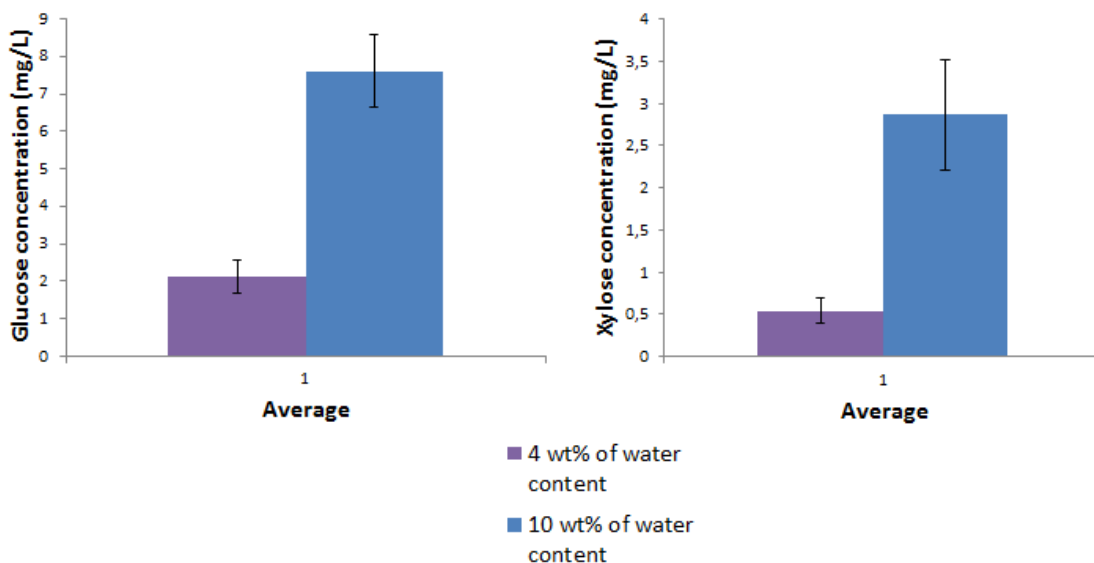 Glucose concentration (mg/L)
9
8
7
6
5
4
3
2
1
0
1
Average
Xylose concentration (mg/L)
4
3,5
3
2,5
2
1,5
1
0,5
0
1
Average
4 wt% of water
content
10 wt% of water
content